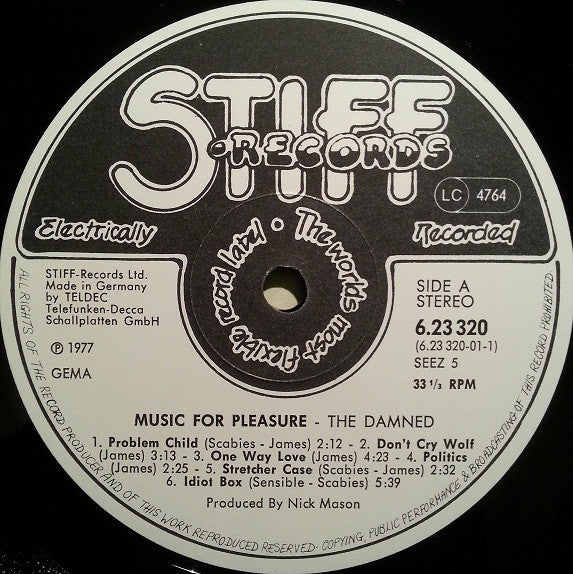 STIFF
•RECORDS
LC 4764
Electrically
Recorded
The worlds most flexible record label •
STIFF-Records Ltd.
Made in Germany
by TELDEC
Telefunken-Decca
Schallplatten GmbH
℗ 1977
GEMA
SIDE A
STEREO
6.23 320
(6.23 320-01-1)
SEEZ 5
33 1/3 RPM
MUSIC FOR PLEASURE - THE DAMNED
1. Problem Child (Scabies - James) 2:12 - 2. Don't Cry Wolf
(James) 3:13 - 3. One Way Love (James) 4:23 - 4. Politics
(James) 2:25 - 5. Stretcher Case (Scabies - James) 2:32
6. Idiot Box (Sensible - Scabies) 5:39
Produced By Nick Mason
ALL RIGHTS OF THE RECORD PRODUCER AND OF THIS WORK REPRODUCED RESERVED - COPYING, PUBLIC PERFORMANCE & BROADCASTING OF THIS RECORD PROHIBITED.